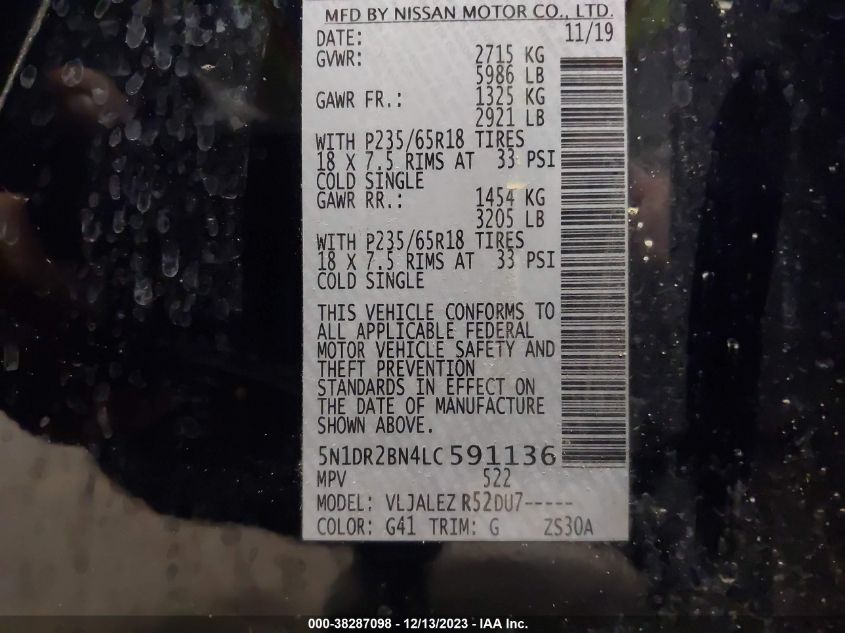 MFD BY NISSAN MOTOR CO., LTD.
DATE: 11/19
GVWR: 2715 KG
5986 LB
GAWR FR.: 1325 KG
2921 LB
WITH P235/65R18 TIRES
18 X 7.5 RIMS AT 33 PSI
COLD SINGLE
GAWR RR.: 1454 KG
3205 LB
WITH P235/65R18 TIRES
18 X 7.5 RIMS AT 33 PSI
COLD SINGLE
THIS VEHICLE CONFORMS TO
ALL APPLICABLE FEDERAL
MOTOR VEHICLE SAFETY AND
THEFT PREVENTION
STANDARDS IN EFFECT ON
THE DATE OF MANUFACTURE
SHOWN ABOVE.
5N1DR2BN4LC591136
MPV 522
MODEL: VLJALEZ R52DU7-----
COLOR: G41 TRIM: G ZS30A
000-38287098 - 12/13/2023 - IAA Inc.